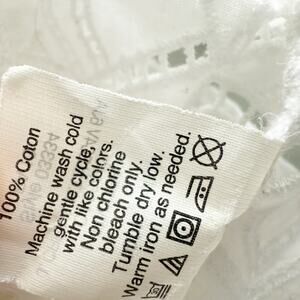 100% Coton
Machine wash cold
gentle cycle.
with like colors.
Non chlorine
bleach only.
Tumble dry low.
Warm iron as needed.